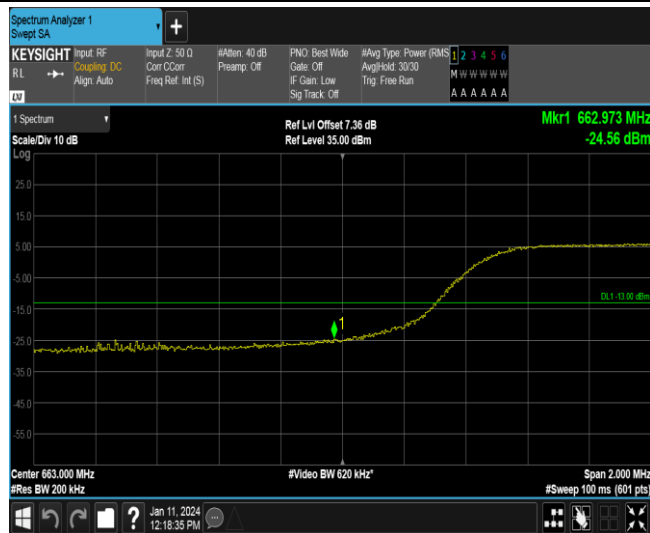 Spectrum Analyzer 1
Swept SA
+
KEYSIGHT
RL
LXI
Input: RF
Coupling: DC
Align: Auto
Input Z: 50 Ω
Corr CCorr
Freq Ref: Int (S)
#Atten: 40 dB
Preamp: Off
PNO: Best Wide
Gate: Off
IF Gain: Low
Sig Track: Off
#Avg Type: Power (RMS
Avg|Hold: 30/30
Trig: Free Run
1 2 3 4 5 6
M W W W W W
A A A A A A
1 Spectrum
Scale/Div 10 dB
Ref Lvl Offset 7.36 dB
Ref Level 35.00 dBm
Mkr1 662.973 MHz
-24.56 dBm
Log
25.0
15.0
5.00
-5.00
-15.0
-25.0
-35.0
-45.0
-55.0
DL1 -13.00 dBm
1
Center 663.000 MHz
#Res BW 200 kHz
#Video BW 620 kHz*
Span 2.000 MHz
#Sweep 100 ms (601 pts)
?
Jan 11, 2024
12:18:35 PM